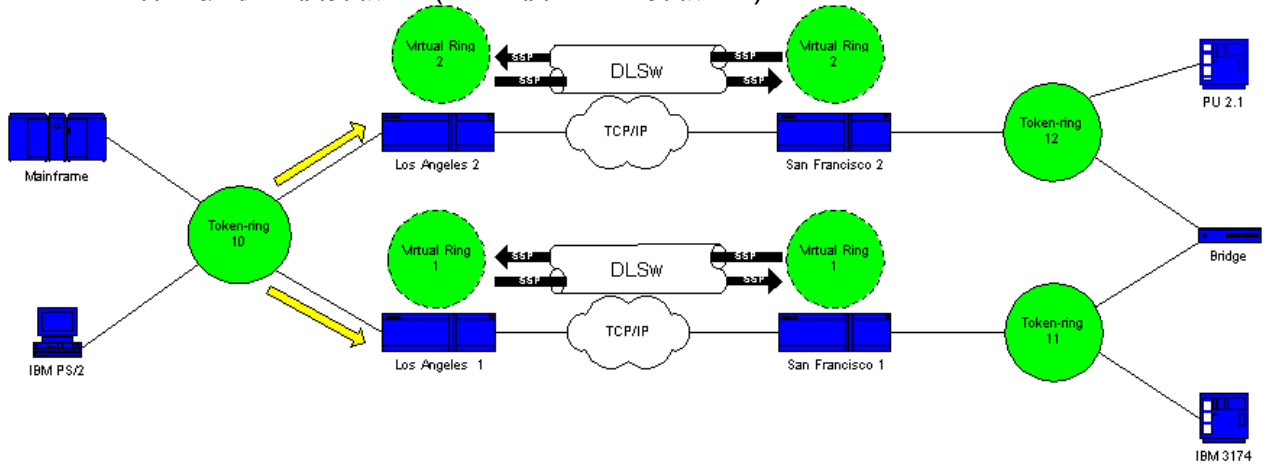 Virtual Ring
2
SSP
SSP
DLSw
SSP
SSP
Virtual Ring
2
PU 2.1
Mainframe
Los Angeles 2
TCP/IP
San Francisco 2
Token-ring
12
Token-ring
10
Virtual Ring
1
SSP
SSP
DLSw
SSP
SSP
Virtual Ring
1
Bridge
IBM PS/2
Los Angeles 1
TCP/IP
San Francisco 1
Token-ring
11
IBM 3174